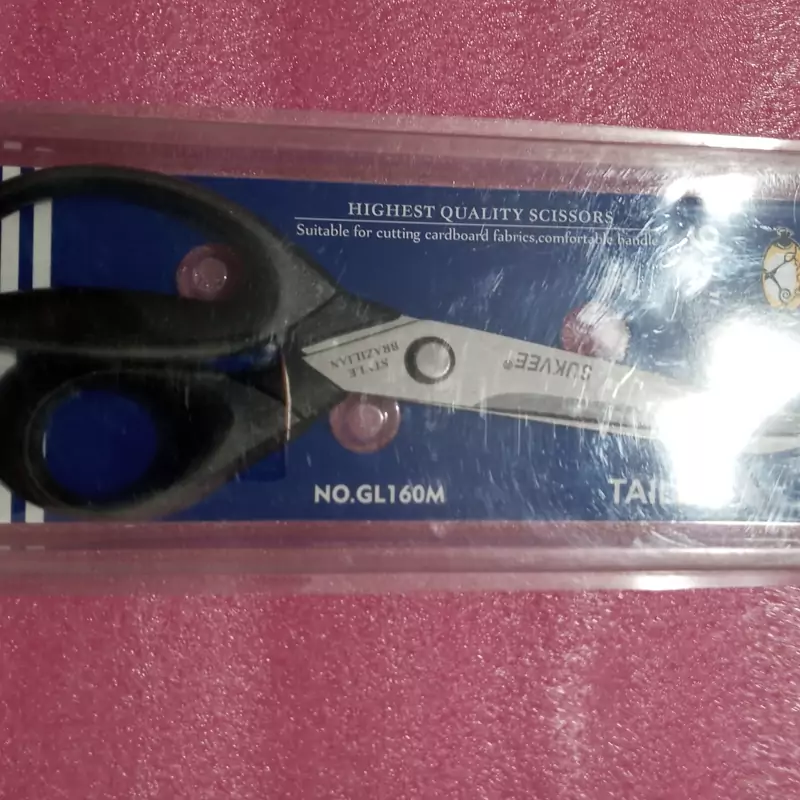 HIGHEST QUALITY SCISSORS
Suitable for cutting cardboard fabrics,comfortable handle
SUKVEE®
STYLE
BRAZILIAN
NO.GL160M